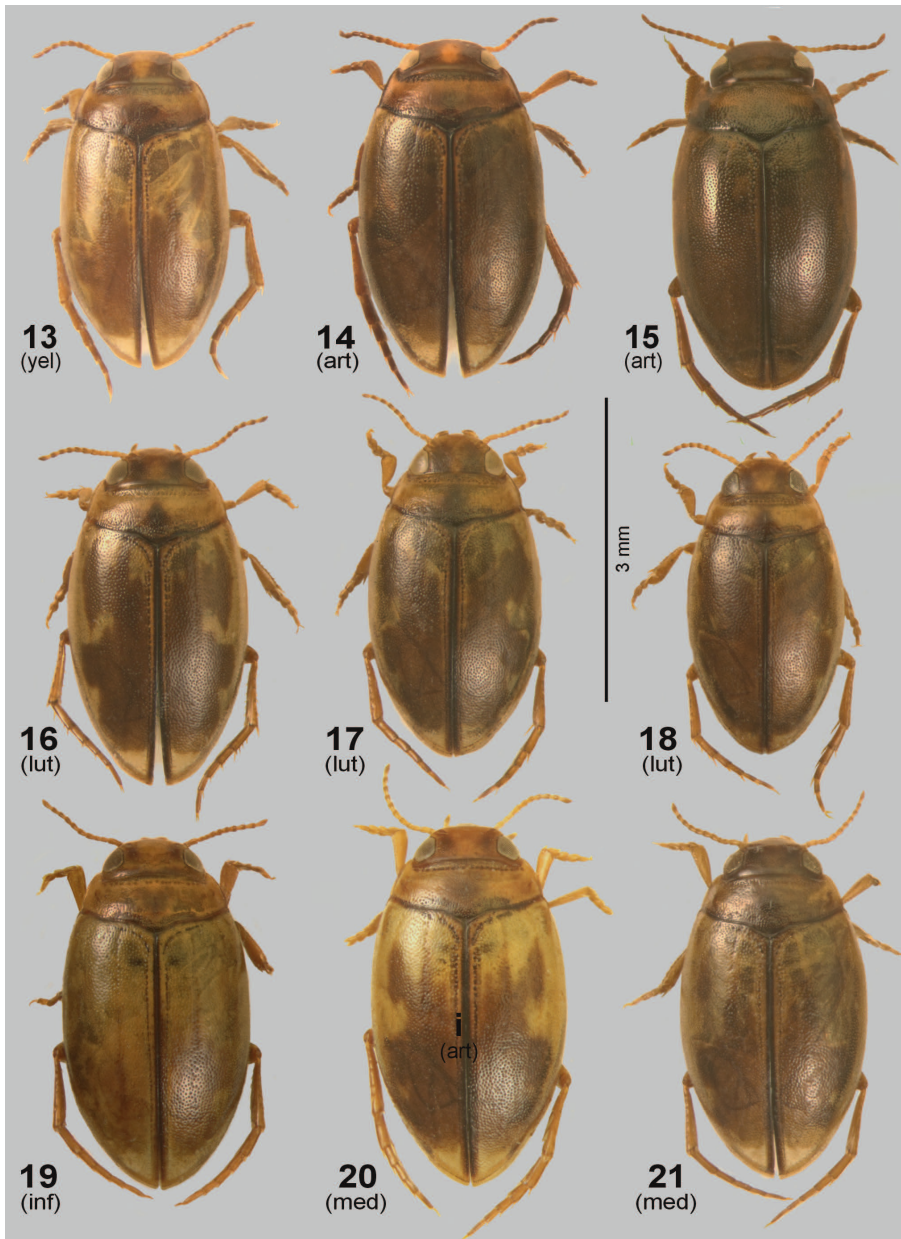 13
(yel)
14
(art)
15
(art)
3 mm
16
(lut)
17
(lut)
18
(lut)
i
(art)
19
(inf)
20
(med)
21
(med)